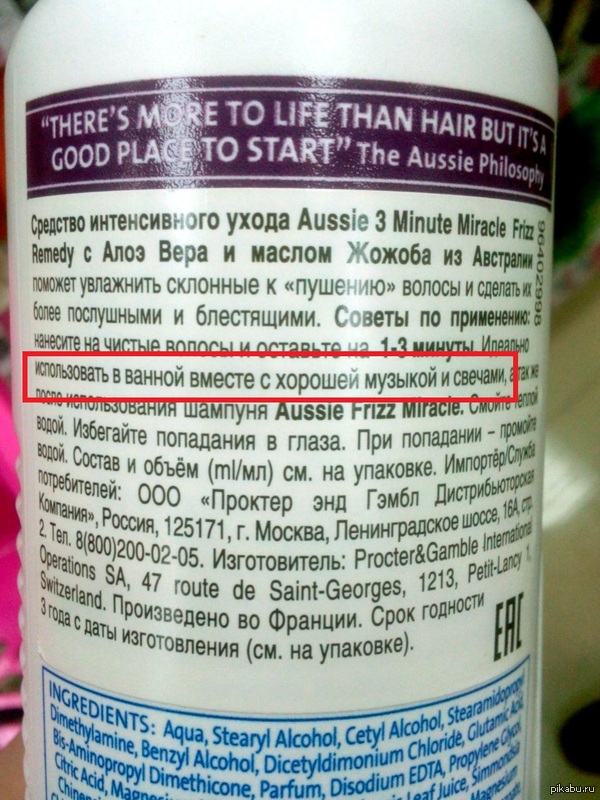 "THERE'S MORE TO LIFE THAN HAIR BUT IT'S A
GOOD PLACE TO START" The Aussie Philosophy
Средство интенсивного ухода Aussie 3 Minute Miracle Frizz
Remedy с Алоэ Вера и маслом Жожоба из Австралии
поможет увлажнить склонные к «пушению» волосы и сделать их
более послушными и блестящими. Советы по применению:
нанесите на чистые волосы и оставьте на 1-3 минуты. Идеально
использовать в ванной вместе с хорошей музыкой и свечами, а так же
после использования шампуня Aussie Frizz Miracle. Смойте теплой
водой. Избегайте попадания в глаза. При попадании – промойте
водой. Состав и объём (ml/мл) см. на упаковке. Импортёр/Служба
потребителей: ООО «Проктер энд Гэмбл Дистрибьюторская
Компания», Россия, 125171, г. Москва, Ленинградское шоссе, 16А, стр.
2. Тел. 8(800)200-02-05. Изготовитель: Procter&Gamble International
Operations SA, 47 route de Saint-Georges, 1213, Petit-Lancy 1,
Switzerland. Произведено во Франции. Срок годности
3 года с даты изготовления (см. на упаковке).
EAC
96402998
INGREDIENTS: Aqua, Stearyl Alcohol, Cetyl Alcohol, Stearamidopropyl
Dimethylamine, Benzyl Alcohol, Dicetyldimonium Chloride, Glutamic Acid,
Bis-Aminopropyl Dimethicone, Parfum, Disodium EDTA, Propylene Glycol,
Citric Acid, Magnesium Leaf Juice, Simmondsia
Chinensis
pikabu.ru